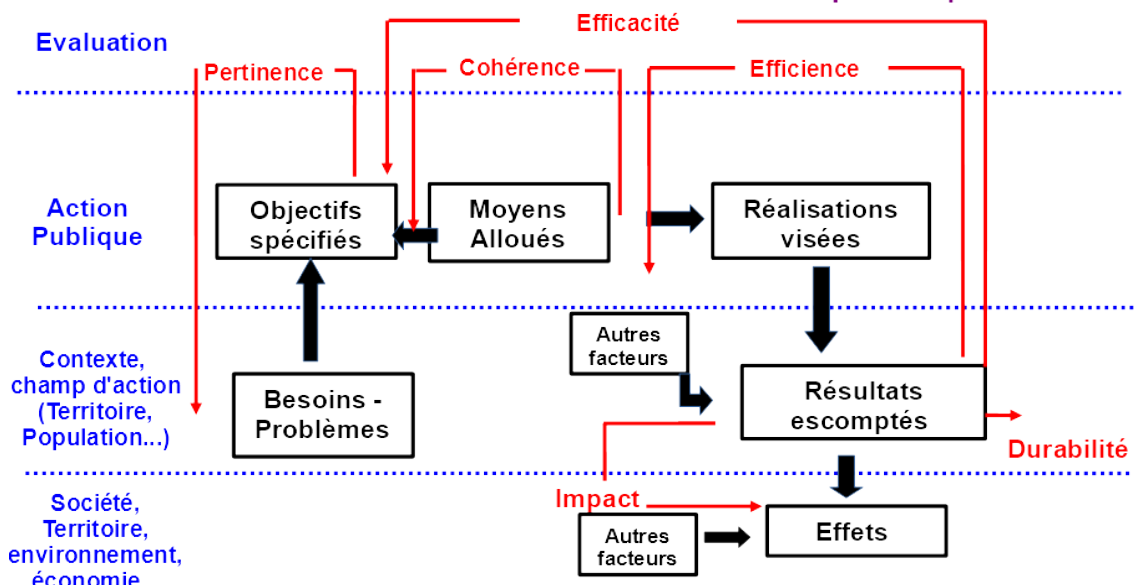 Efficacité
Evaluation
Pertinence
Cohérence
Efficience
Action
Publique
Objectifs
spécifiés
Moyens
Alloués
Réalisations
visées
Contexte,
champ d'action
(Territoire,
Population...)
Besoins -
Problèmes
Autres
facteurs
Résultats
escomptés
Durabilité
Société,
Territoire,
environnement,
économie
Impact
Autres
facteurs
Effets